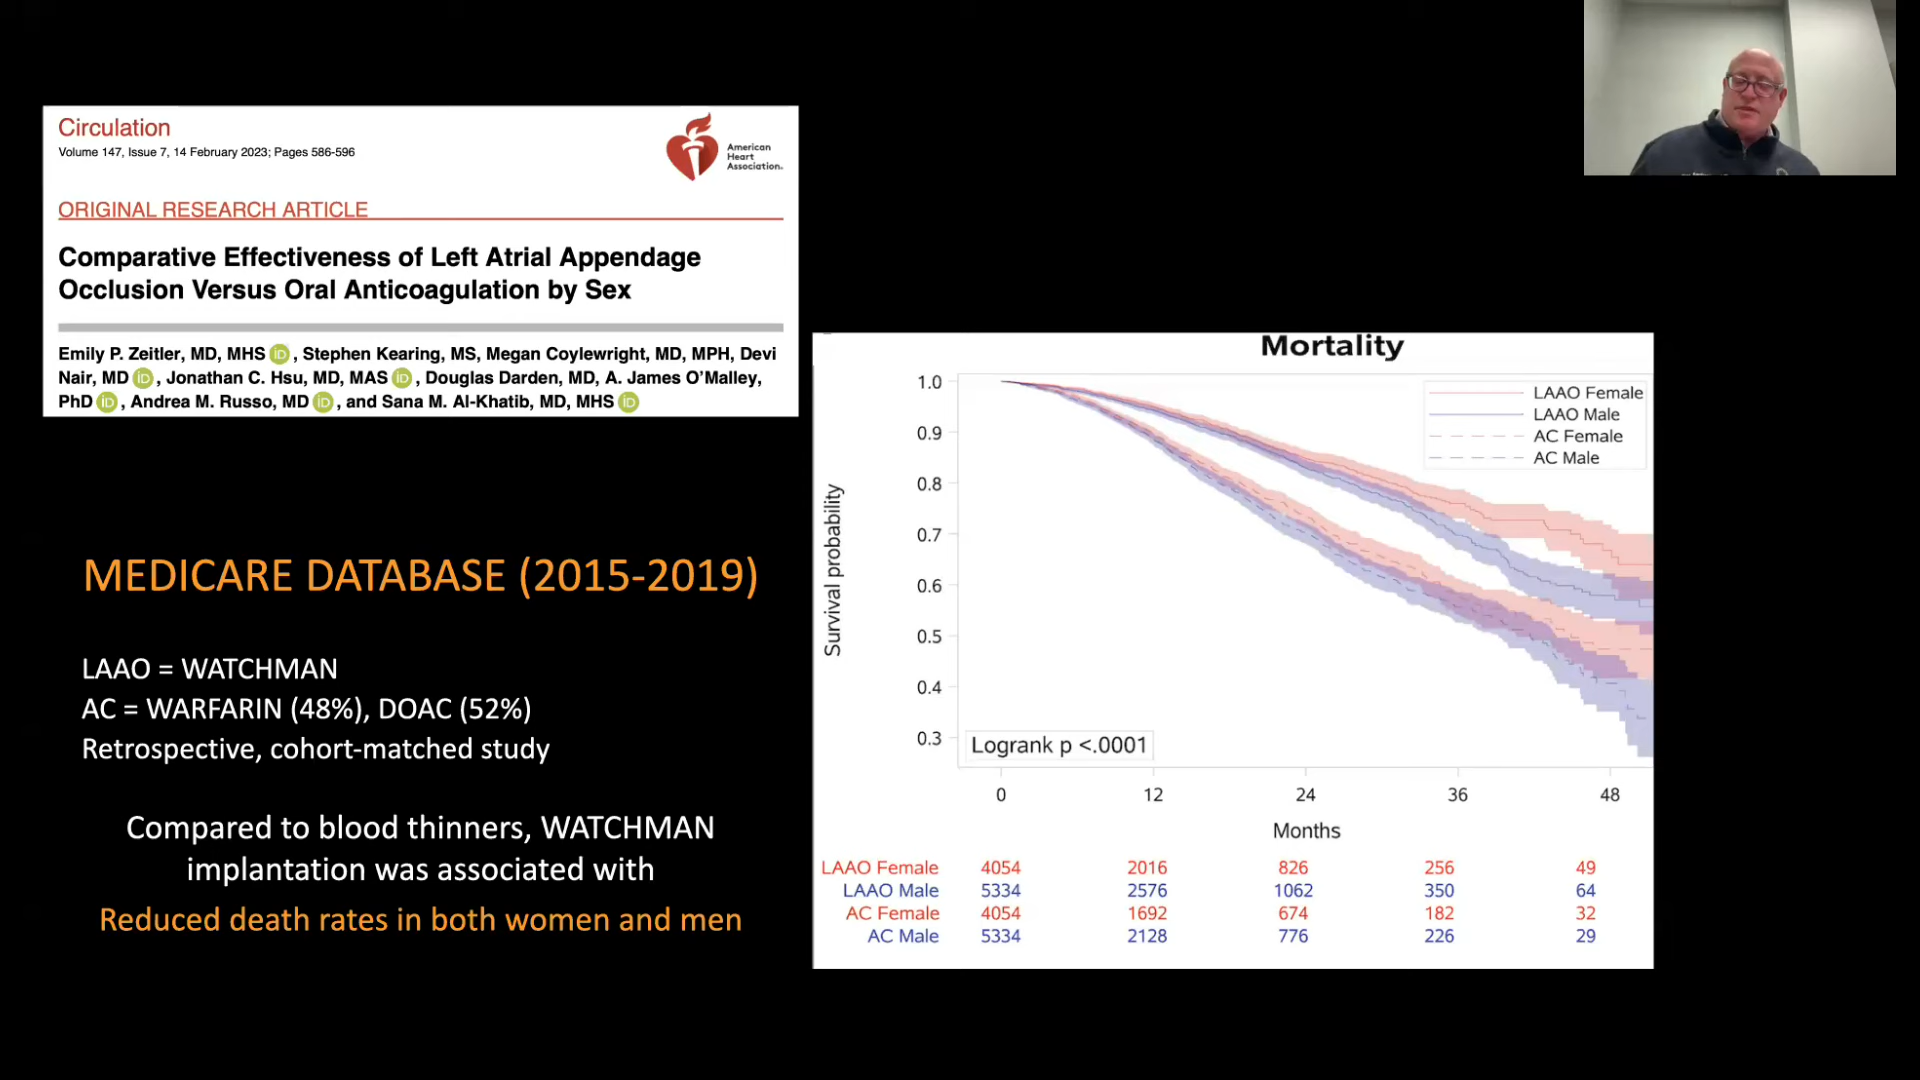 Circulation
Volume 147, Issue 7, 14 February 2023; Pages 586-596
American
Heart
Association.
ORIGINAL RESEARCH ARTICLE
Comparative Effectiveness of Left Atrial Appendage
Occlusion Versus Oral Anticoagulation by Sex
Emily P. Zeitler, MD, MHS iD, Stephen Kearing, MS, Megan Coylewright, MD, MPH, Devi
Nair, MD iD, Jonathan C. Hsu, MD, MAS iD, Douglas Darden, MD, A. James O’Malley,
PhD iD, Andrea M. Russo, MD iD, and Sana M. Al-Khatib, MD, MHS iD
MEDICARE DATABASE (2015-2019)
LAAO = WATCHMAN
AC = WARFARIN (48%), DOAC (52%)
Retrospective, cohort-matched study
Compared to blood thinners, WATCHMAN
implantation was associated with
Reduced death rates in both women and men
Mortality
LAAO Female
LAAO Male
AC Female
AC Male
Survival probability
1.0
0.9
0.8
0.7
0.6
0.5
0.4
0.3
Logrank p <.0001
0 12 24 36 48
Months
LAAO Female 4054 2016 826 256 49
LAAO Male 5334 2576 1062 350 64
AC Female 4054 1692 674 182 32
AC Male 5334 2128 776 226 29